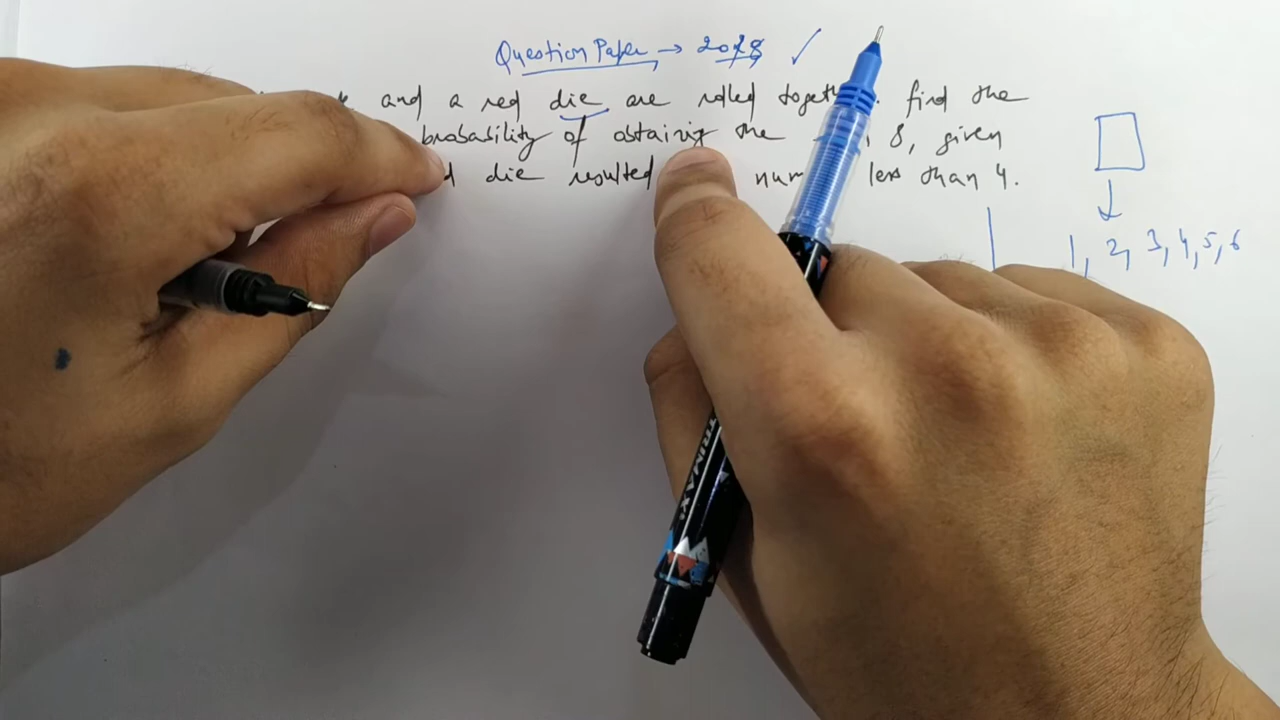 Question Paper → 2018 ✓
and a red die are rolled together. find the
probability of obtaining the 8, given
die resulted less than 4.
1, 2, 3, 4, 5, 6
TRIMAX